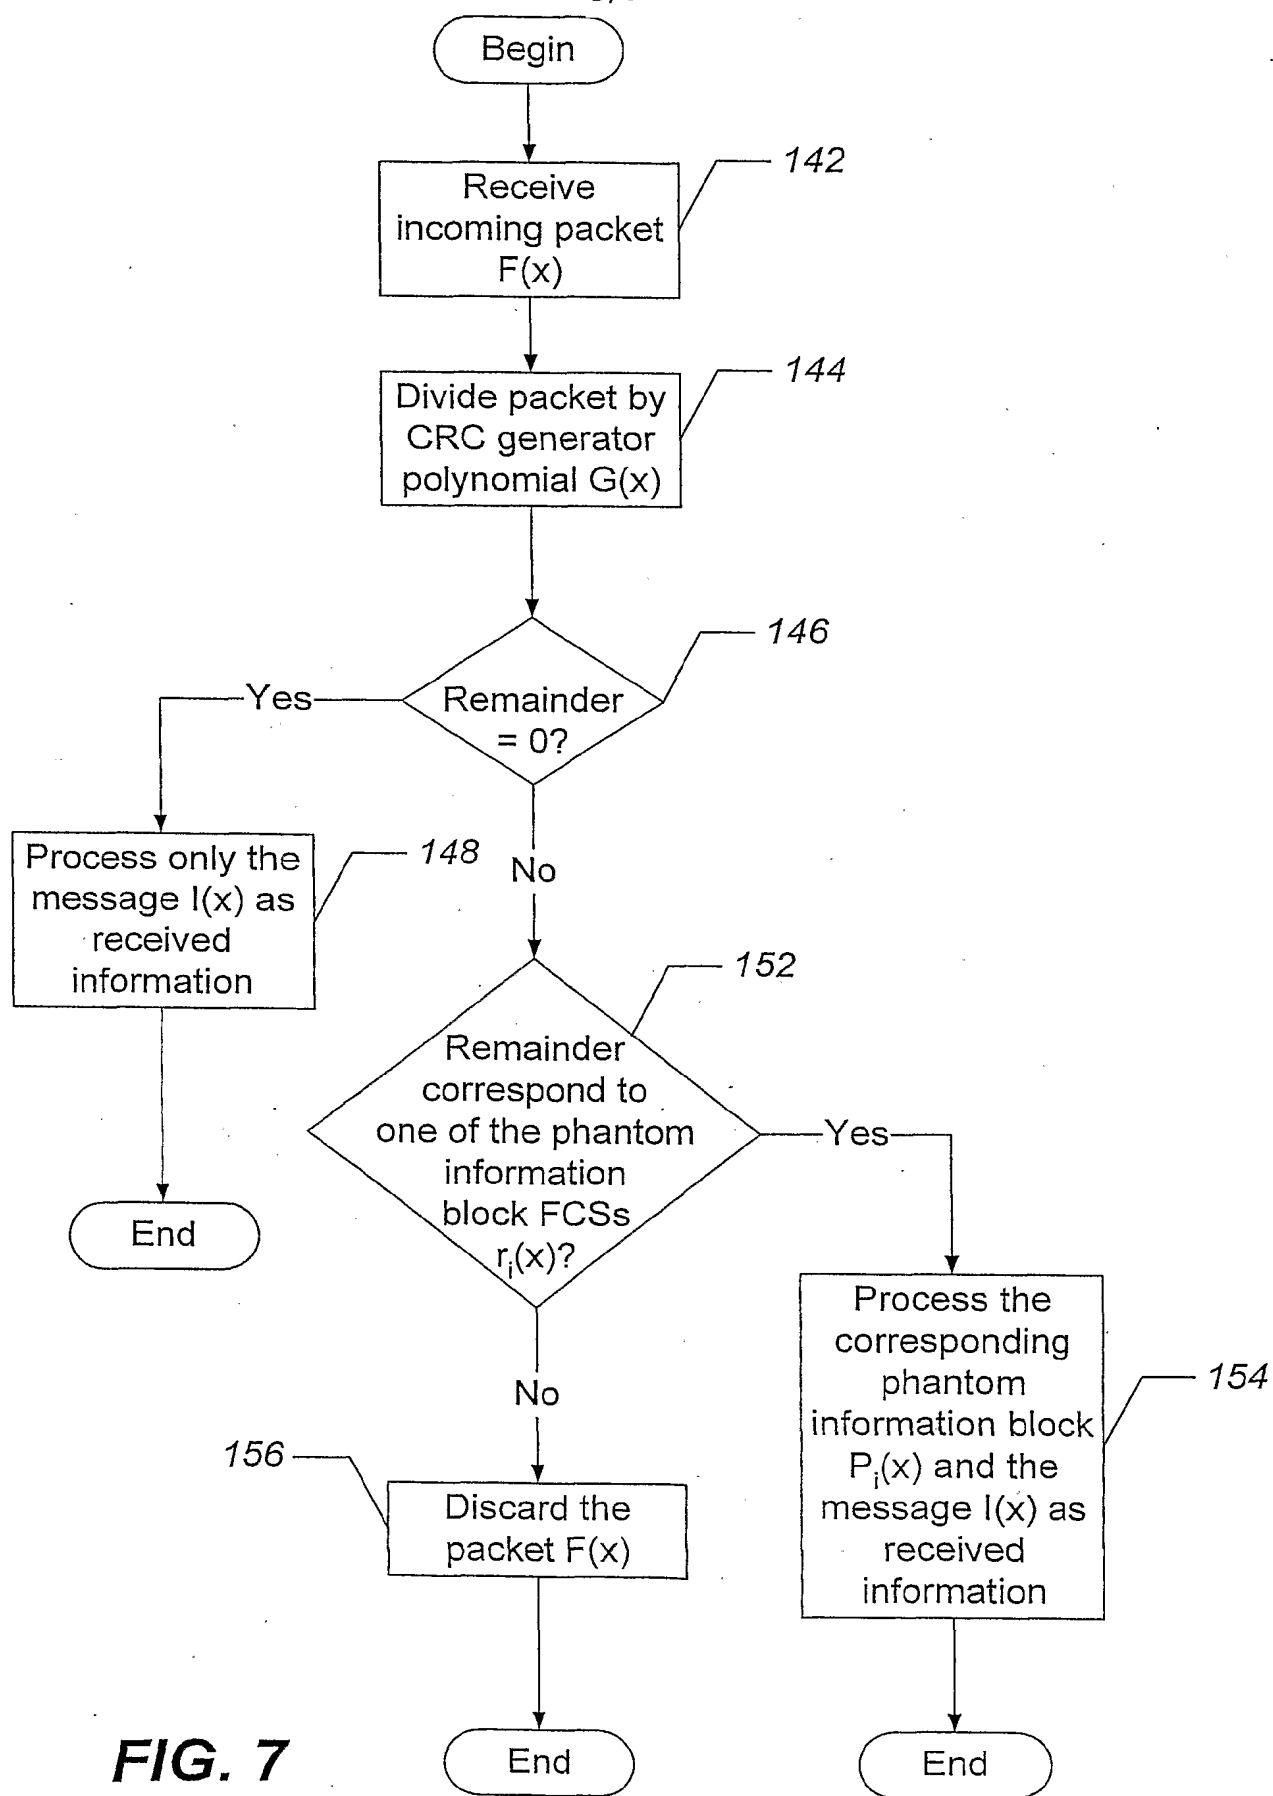 Begin
142
Receive
incoming packet
F(x)
144
Divide packet by
CRC generator
polynomial G(x)
146
Remainder
= 0?
Yes
No
148
Process only the
message I(x) as
received
information
End
152
Remainder
correspond to
one of the phantom
information
block FCSs
rᵢ(x)?
Yes
No
154
Process the
corresponding
phantom
information block
Pᵢ(x) and the
message I(x) as
received
information
156
Discard the
packet F(x)
End
End
FIG. 7